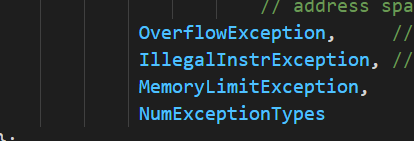 // address spa
OverflowException, //
IllegalInstrException, //
MemoryLimitException,
NumExceptionTypes
};